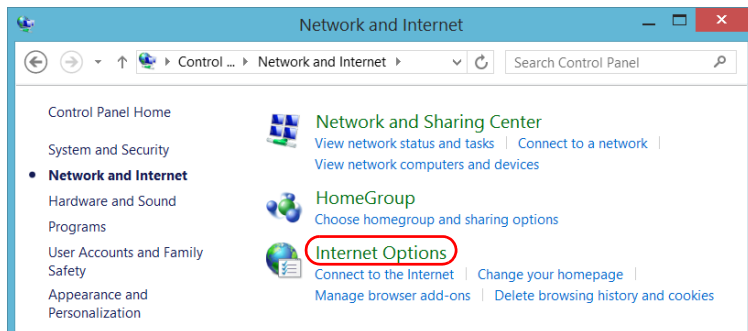 Network and Internet
Control ... Network and Internet
Search Control Panel
Control Panel Home
System and Security
Network and Internet
Hardware and Sound
Programs
User Accounts and Family
Safety
Appearance and
Personalization
Network and Sharing Center
View network status and tasks
Connect to a network
View network computers and devices
HomeGroup
Choose homegroup and sharing options
Internet Options
Connect to the Internet
Change your homepage
Manage browser add-ons
Delete browsing history and cookies